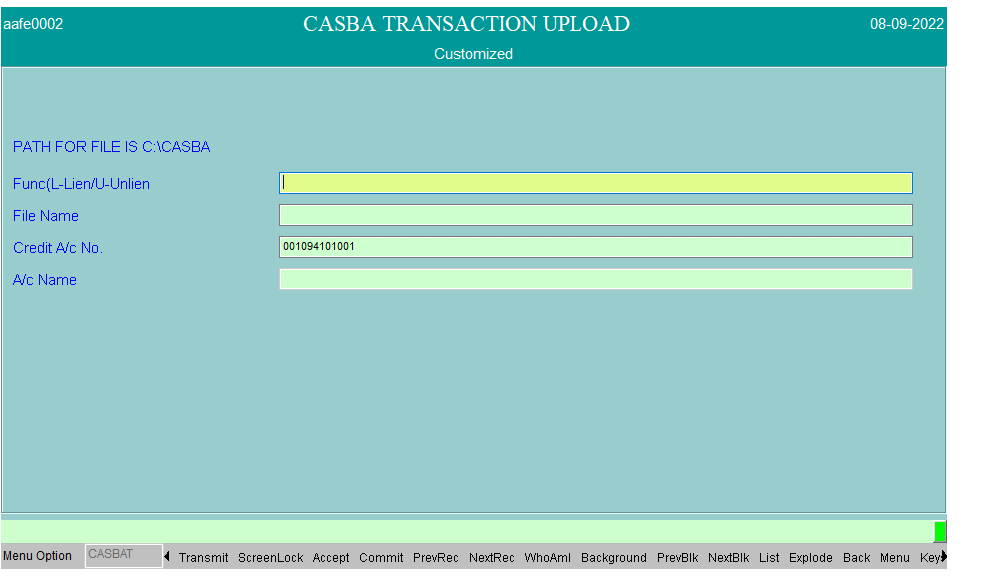 aafe0002 CASBA TRANSACTION UPLOAD 08-09-2022
Customized
PATH FOR FILE IS C:\CASBA
Func(L-Lien/U-Unlien
File Name
Credit A/c No. 001094101001
A/c Name
Menu Option CASBAT Transmit ScreenLock Accept Commit PrevRec NextRec WhoAmI Background PrevBlk NextBlk List Explode Back Menu Key